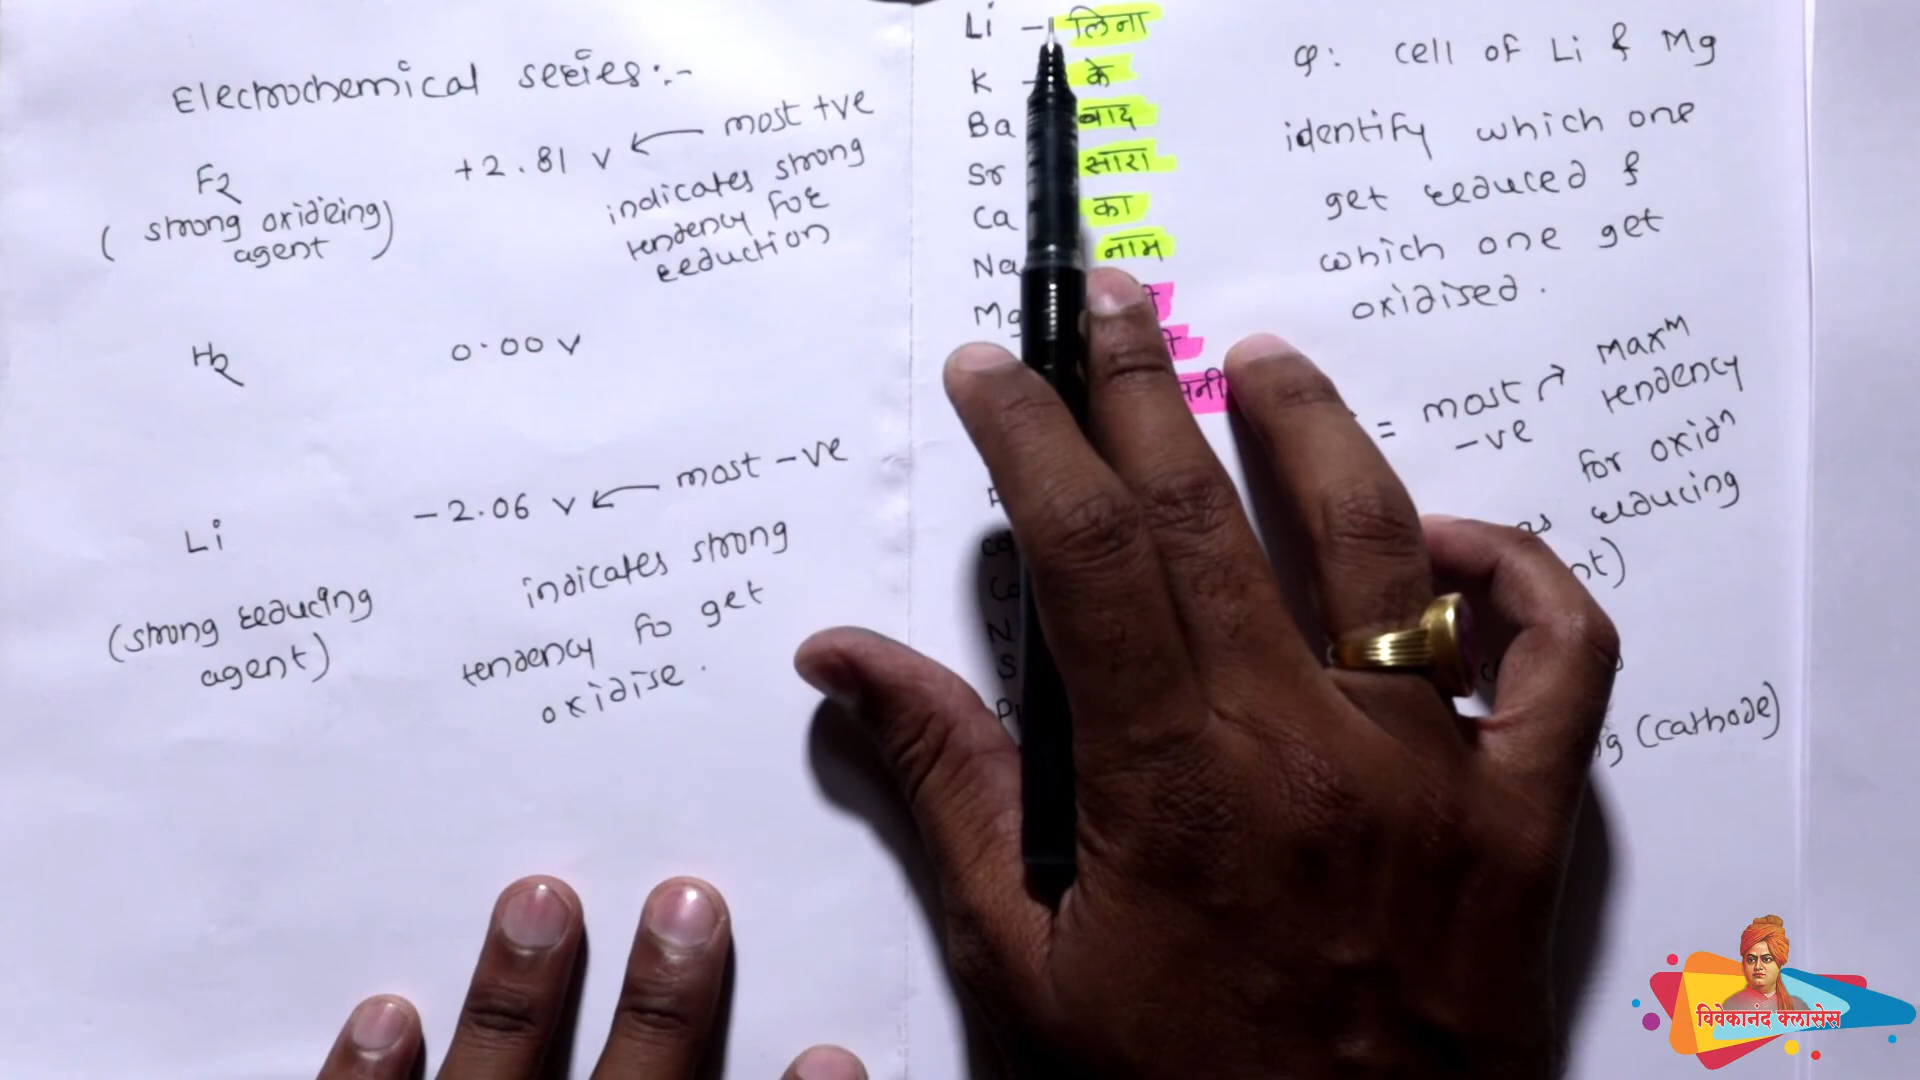 Electrochemical series:-
F2 +2.81 V ← most +ve
(strong oxidizing agent)
indicates strong
tendency for
reduction
H2 0.00 V
Li -2.06 V ← most -ve
(strong reducing
agent)
indicates strong
tendency fo get
oxidise.
Li - लिना
K - के
Ba बाद
Sr सारा
Ca का
Na नाम
Mg
φ: cell of Li & Mg
identify which one
get reduced &
which one get
oxidised.
= most → Maxm
-ve tendency
for oxidn
as reducing
(cathode)
विवेकानंद क्लासेस